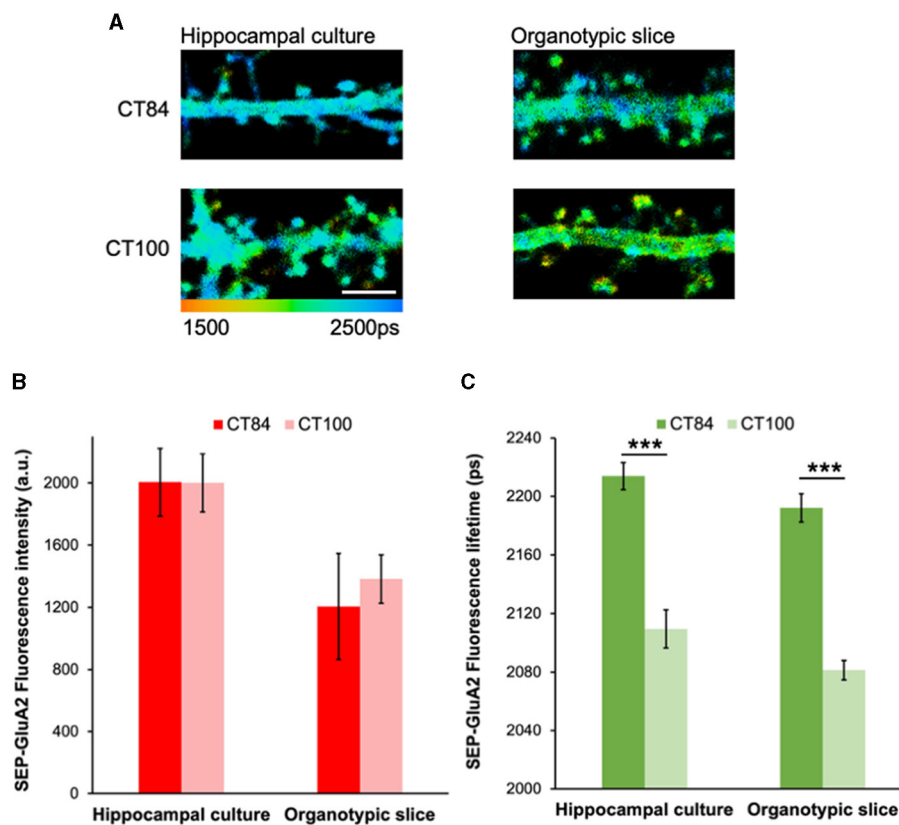 A
Hippocampal culture Organotypic slice
CT84
CT100
1500 2500ps
B
CT84 CT100
SEP-GluA2 Fluorescence intensity (a.u.)
2000
1600
1200
800
400
0
Hippocampal culture Organotypic slice
C
CT84 CT100
SEP-GluA2 Fluorescence lifetime (ps)
2240
2200
2160
2120
2080
2040
2000
***
***
Hippocampal culture Organotypic slice